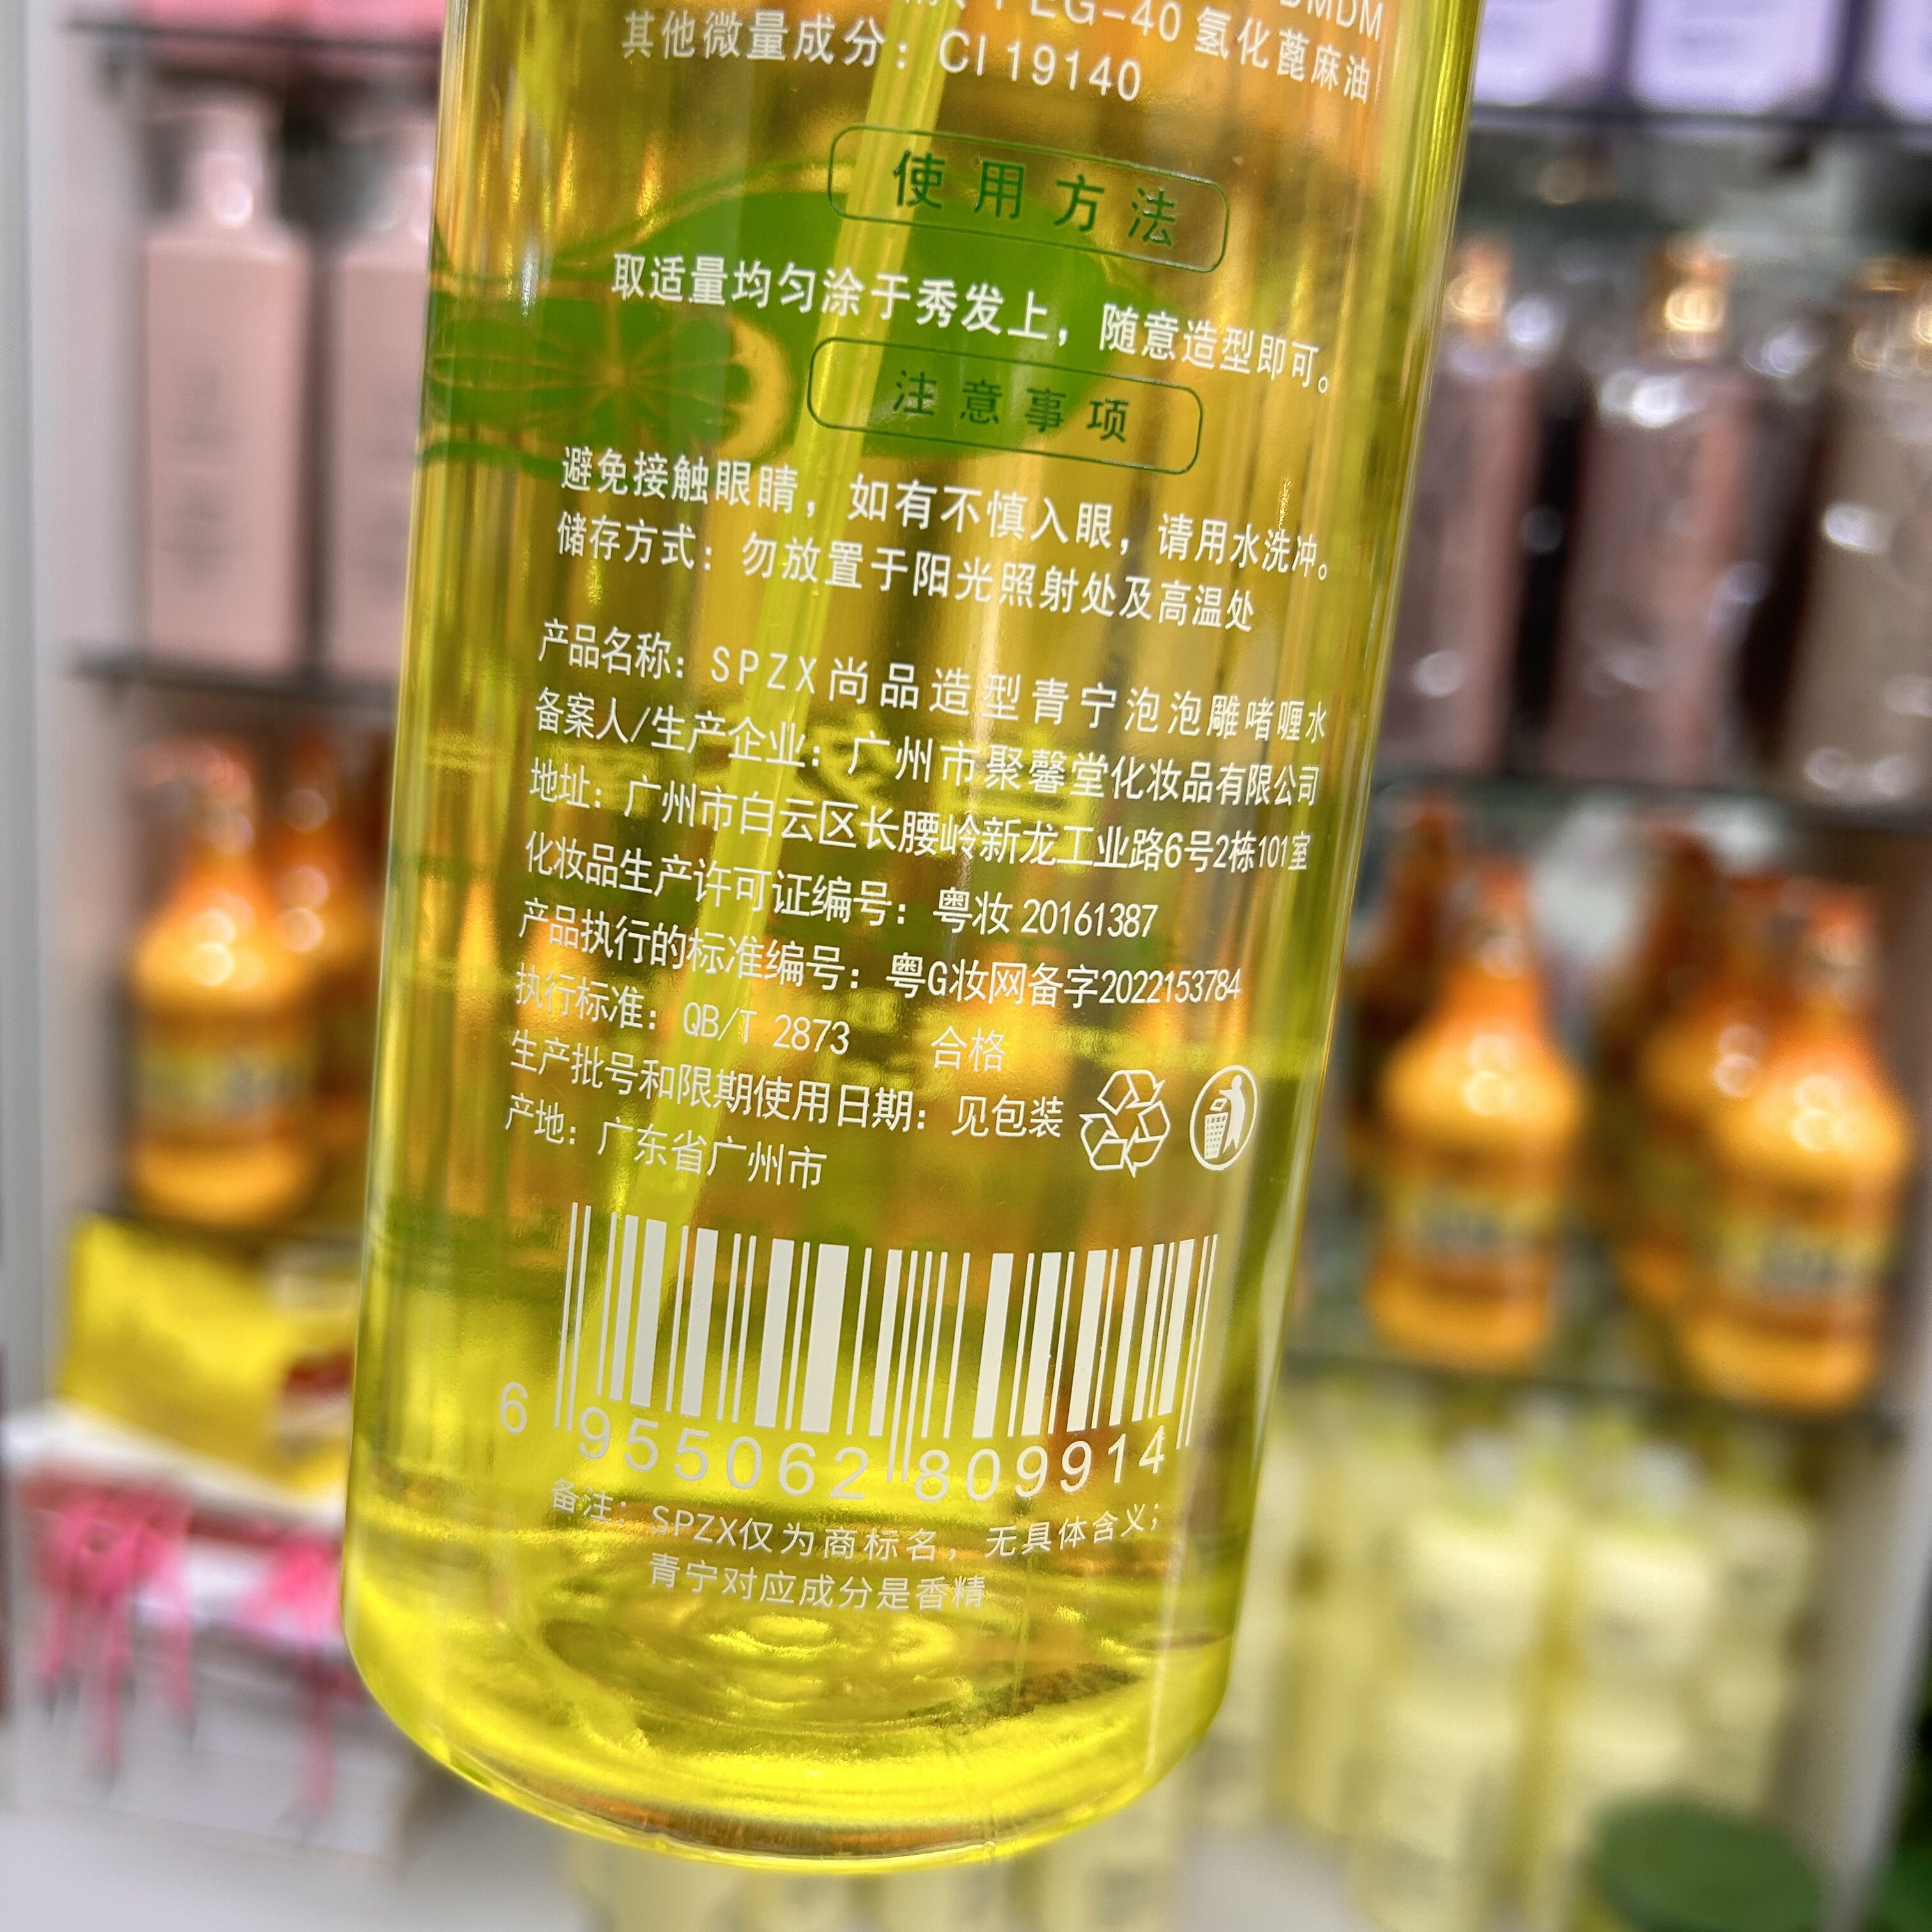 PEG-40 氢化蓖麻油
DMDM
其他微量成分：CI 19140
使用方法
取适量均匀涂于秀发上，随意造型即可。
注意事项
避免接触眼睛，如有不慎入眼，请用水洗冲。
储存方式：勿放置于阳光照射处及高温处
产品名称：SPZX尚品造型青宁泡泡雕啫喱水
备案人/生产企业：广州市聚馨堂化妆品有限公司
地址：广州市白云区长腰岭新龙工业路6号2栋101室
化妆品生产许可证编号：粤妆 20161387
产品执行的标准编号：粤G妆网备字2022153784
执行标准：QB/T 2873 合格
生产批号和限期使用日期：见包装
产地：广东省广州市
6 955062 809914
备注：SPZX仅为商标名，无具体含义；
青宁对应成分是香精